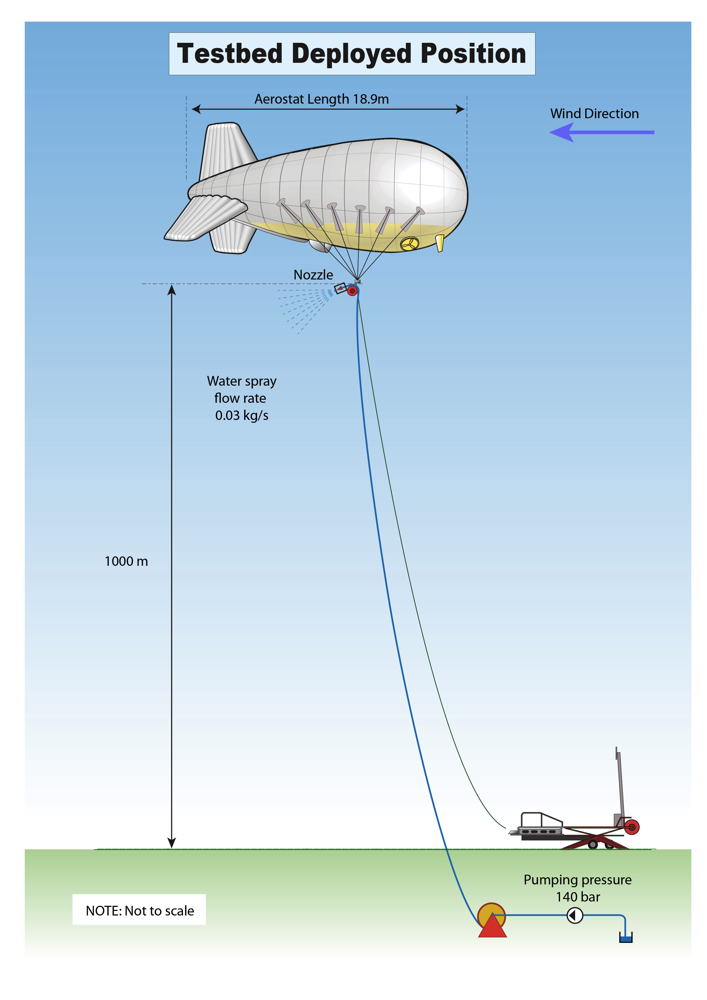 Testbed Deployed Position
Aerostat Length 18.9m
Wind Direction
Nozzle
Water spray
flow rate
0.03 kg/s
1000 m
Pumping pressure
140 bar
NOTE: Not to scale